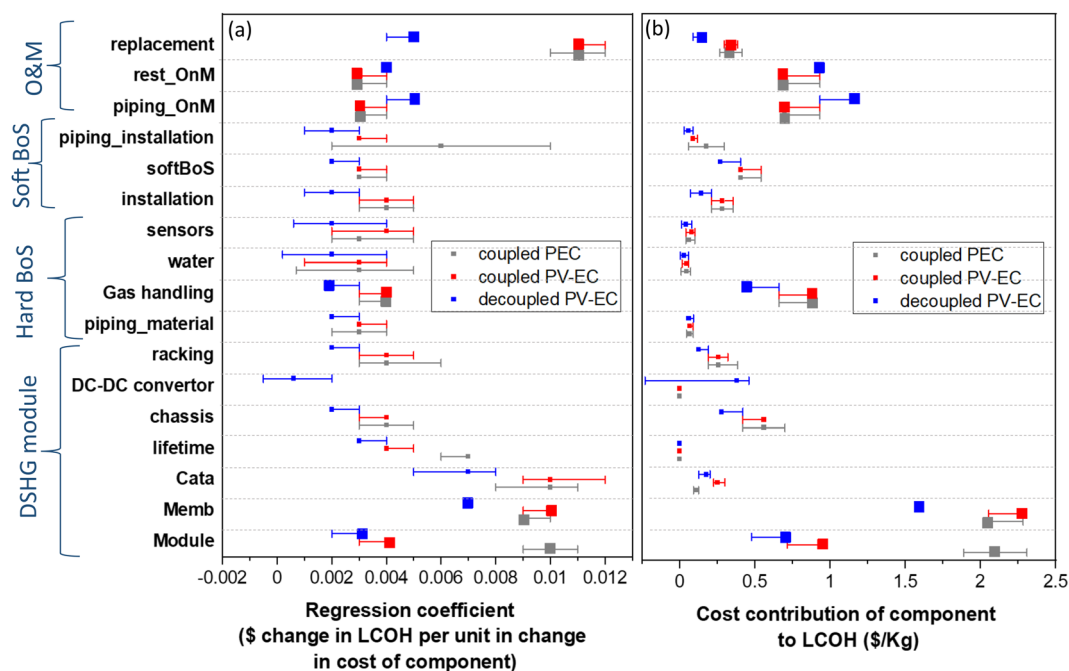 (a)
(b)
O&M
replacement
rest_OnM
piping_OnM
Soft BoS
piping_installation
softBoS
installation
Hard BoS
sensors
water
Gas handling
piping_material
DSHG module
racking
DC-DC convertor
chassis
lifetime
Cata
Memb
Module
coupled PEC
coupled PV-EC
decoupled PV-EC
coupled PEC
coupled PV-EC
decoupled PV-EC
-0.002 0 0.002 0.004 0.006 0.008 0.010 0.012
0 0.5 1 1.5 2 2.5
Regression coefficient
($ change in LCOH per unit in change
in cost of component)
Cost contribution of component
to LCOH ($/Kg)